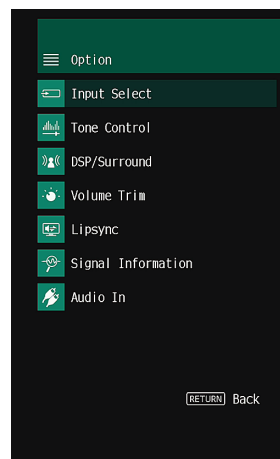 Option
Input Select
Tone Control
DSP/Surround
Volume Trim
Lipsync
Signal Information
Audio In
RETURN Back